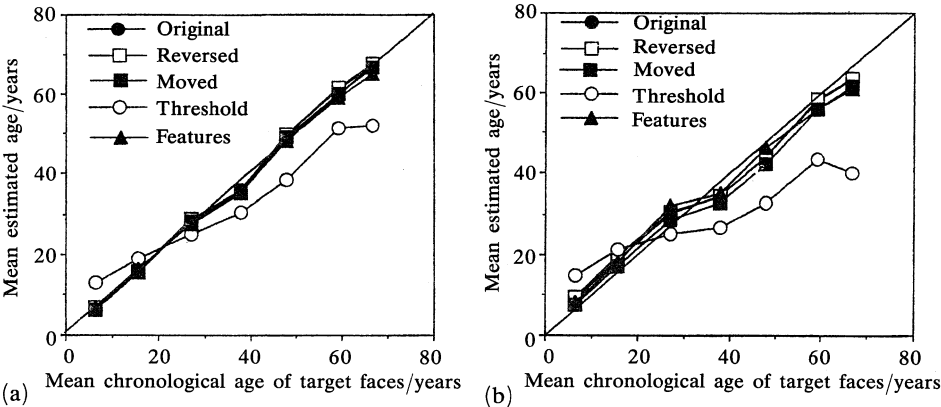 80
60
40
20
0
Mean estimated age/years
Original
Reversed
Moved
Threshold
Features
0 20 40 60 80
(a) Mean chronological age of target faces/years
80
60
40
20
0
Mean estimated age/years
Original
Reversed
Moved
Threshold
Features
0 20 40 60 80
(b) Mean chronological age of target faces/years